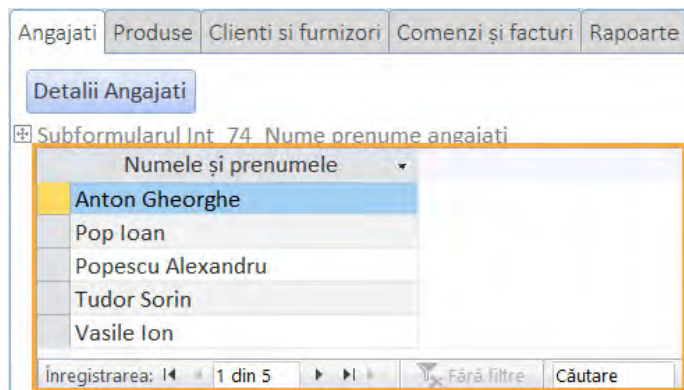 Angajati Produse Clienti si furnizori Comenzi și facturi Rapoarte
Detalii Angajati
Subformularul Int_74_Nume prenume angajati
Numele și prenumele
Anton Gheorghe
Pop Ioan
Popescu Alexandru
Tudor Sorin
Vasile Ion
Înregistrarea: 1 din 5 Fără filtre Căutare